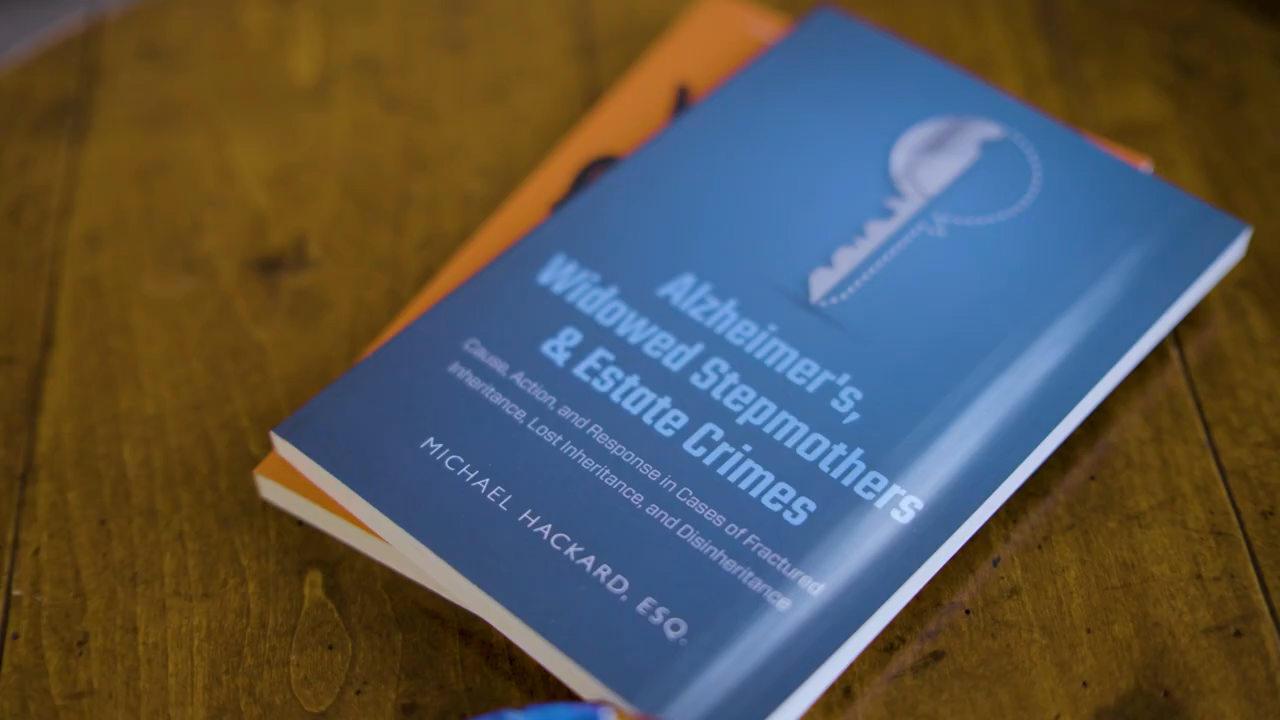 Alzheimer's,
Widowed Stepmothers
& Estate Crimes
Cause, Action, and Response in Cases of Fractured
Inheritance, Lost Inheritance, and Disinheritance
MICHAEL HACKARD, ESQ.